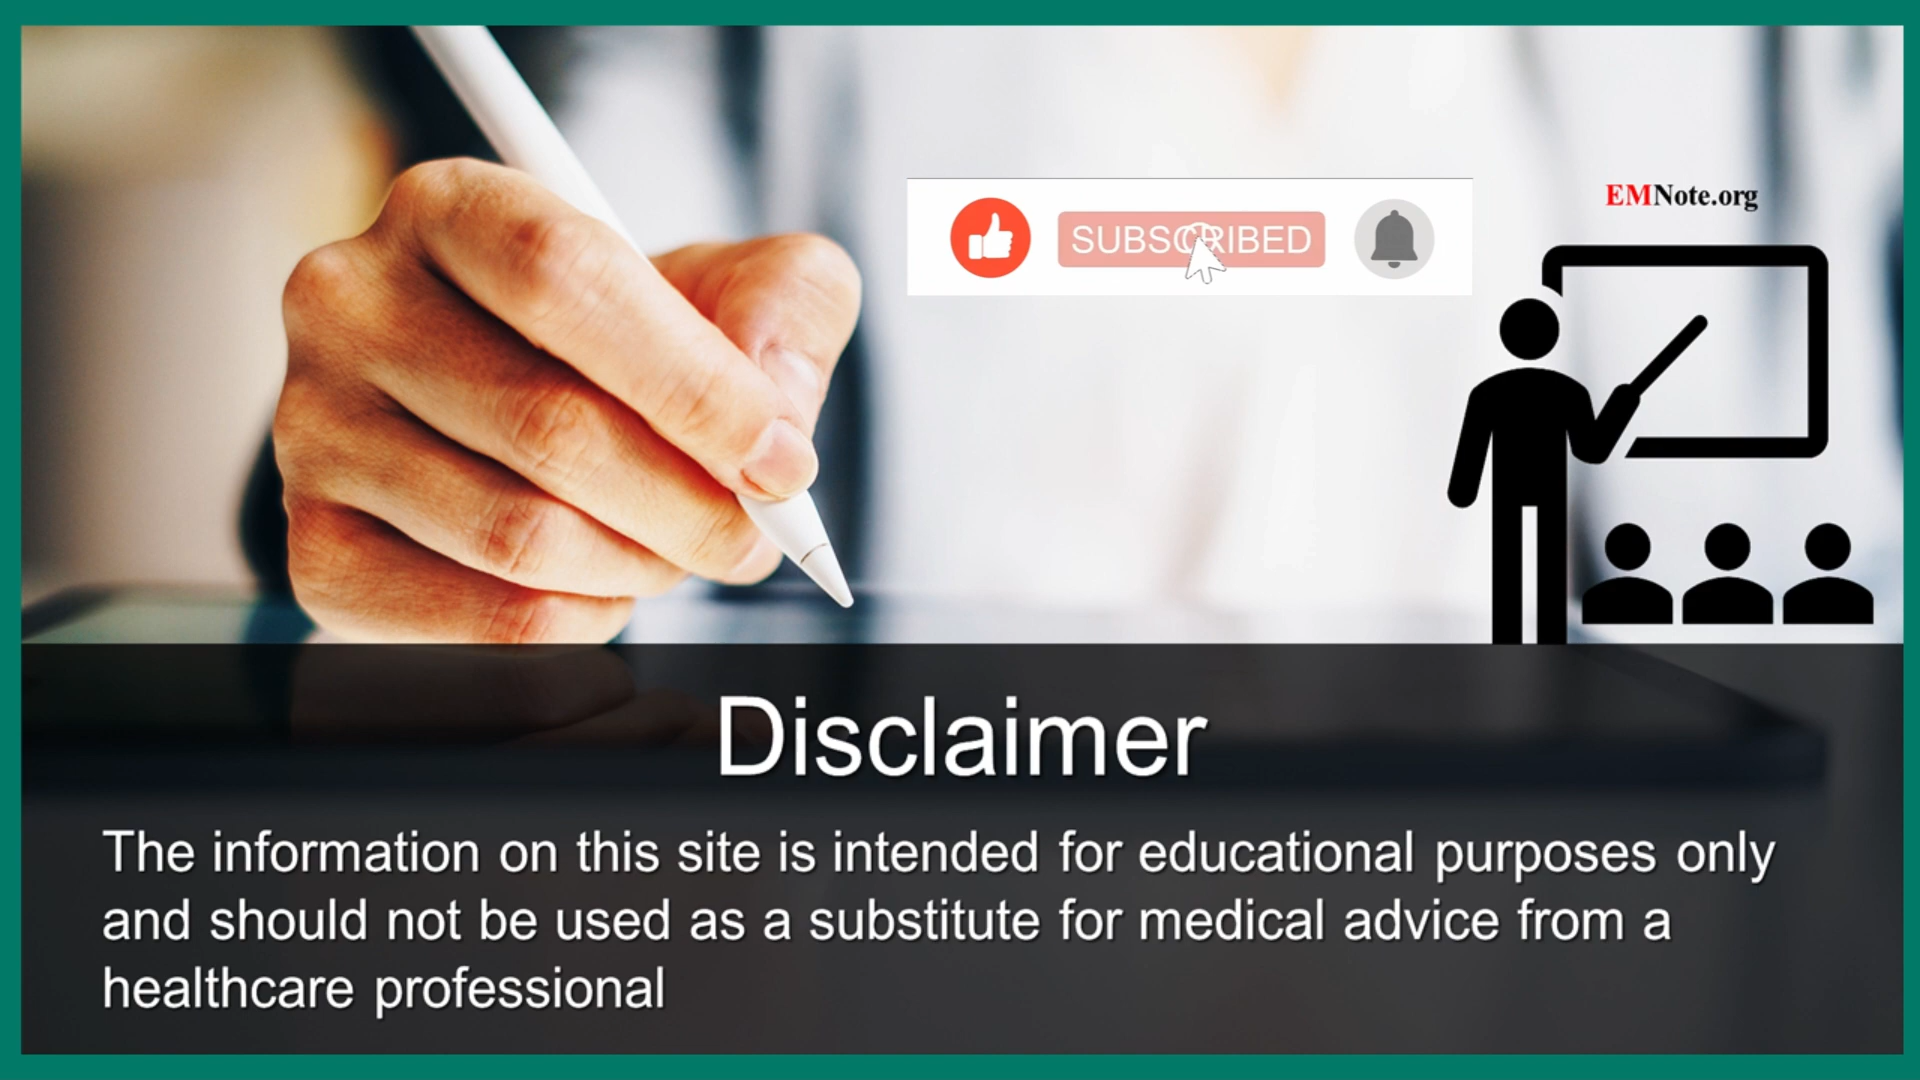 EMNote.org
SUBSCRIBED
Disclaimer
The information on this site is intended for educational purposes only
and should not be used as a substitute for medical advice from a
healthcare professional